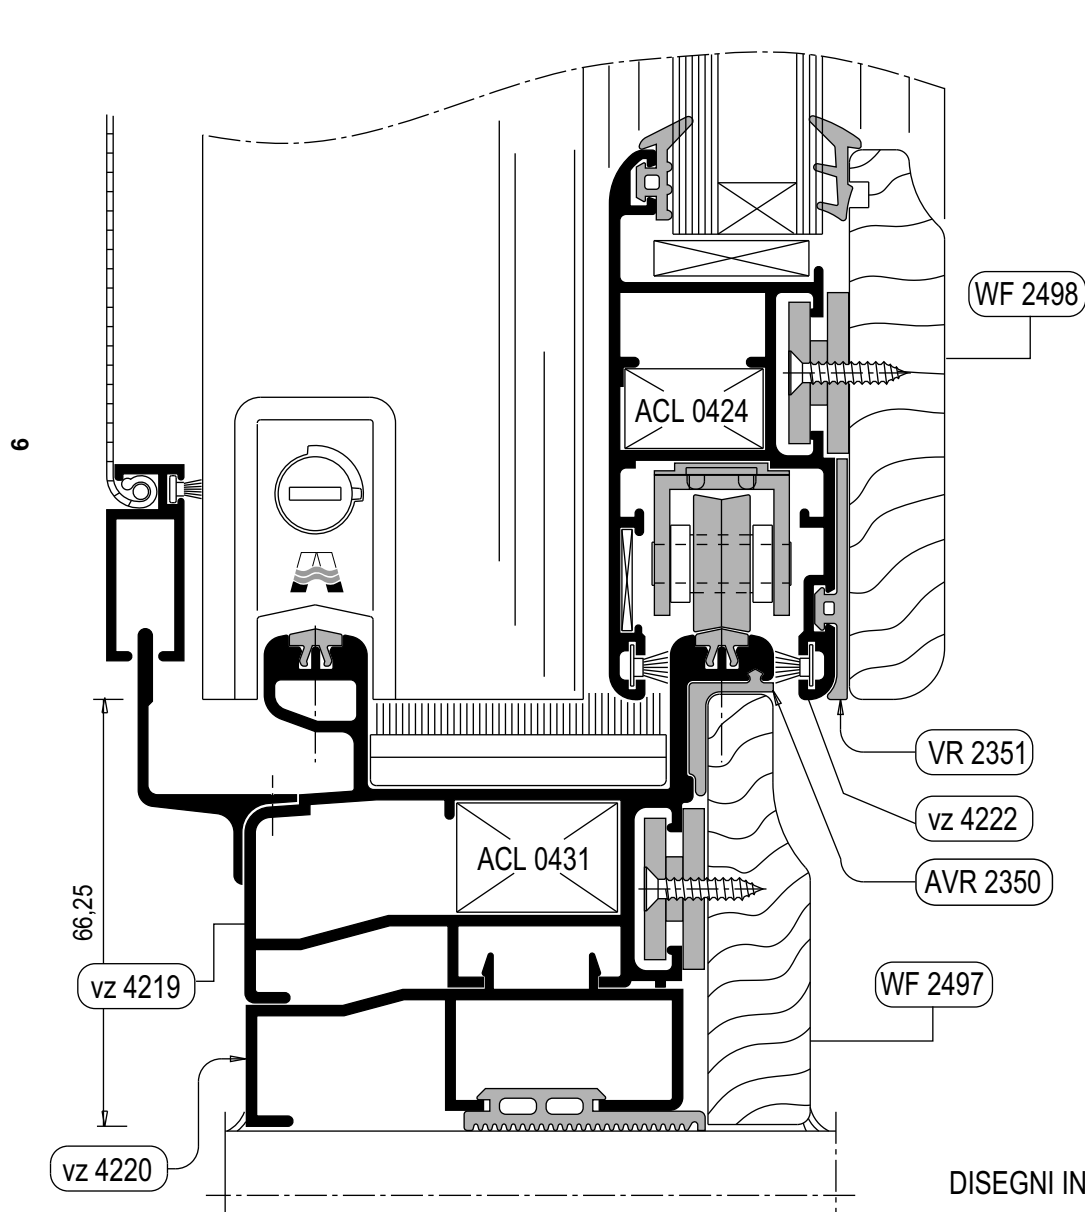 WF 2498
ACL 0424
6
VR 2351
vz 4222
ACL 0431
AVR 2350
66,25
vz 4219
WF 2497
vz 4220
DISEGNI IN